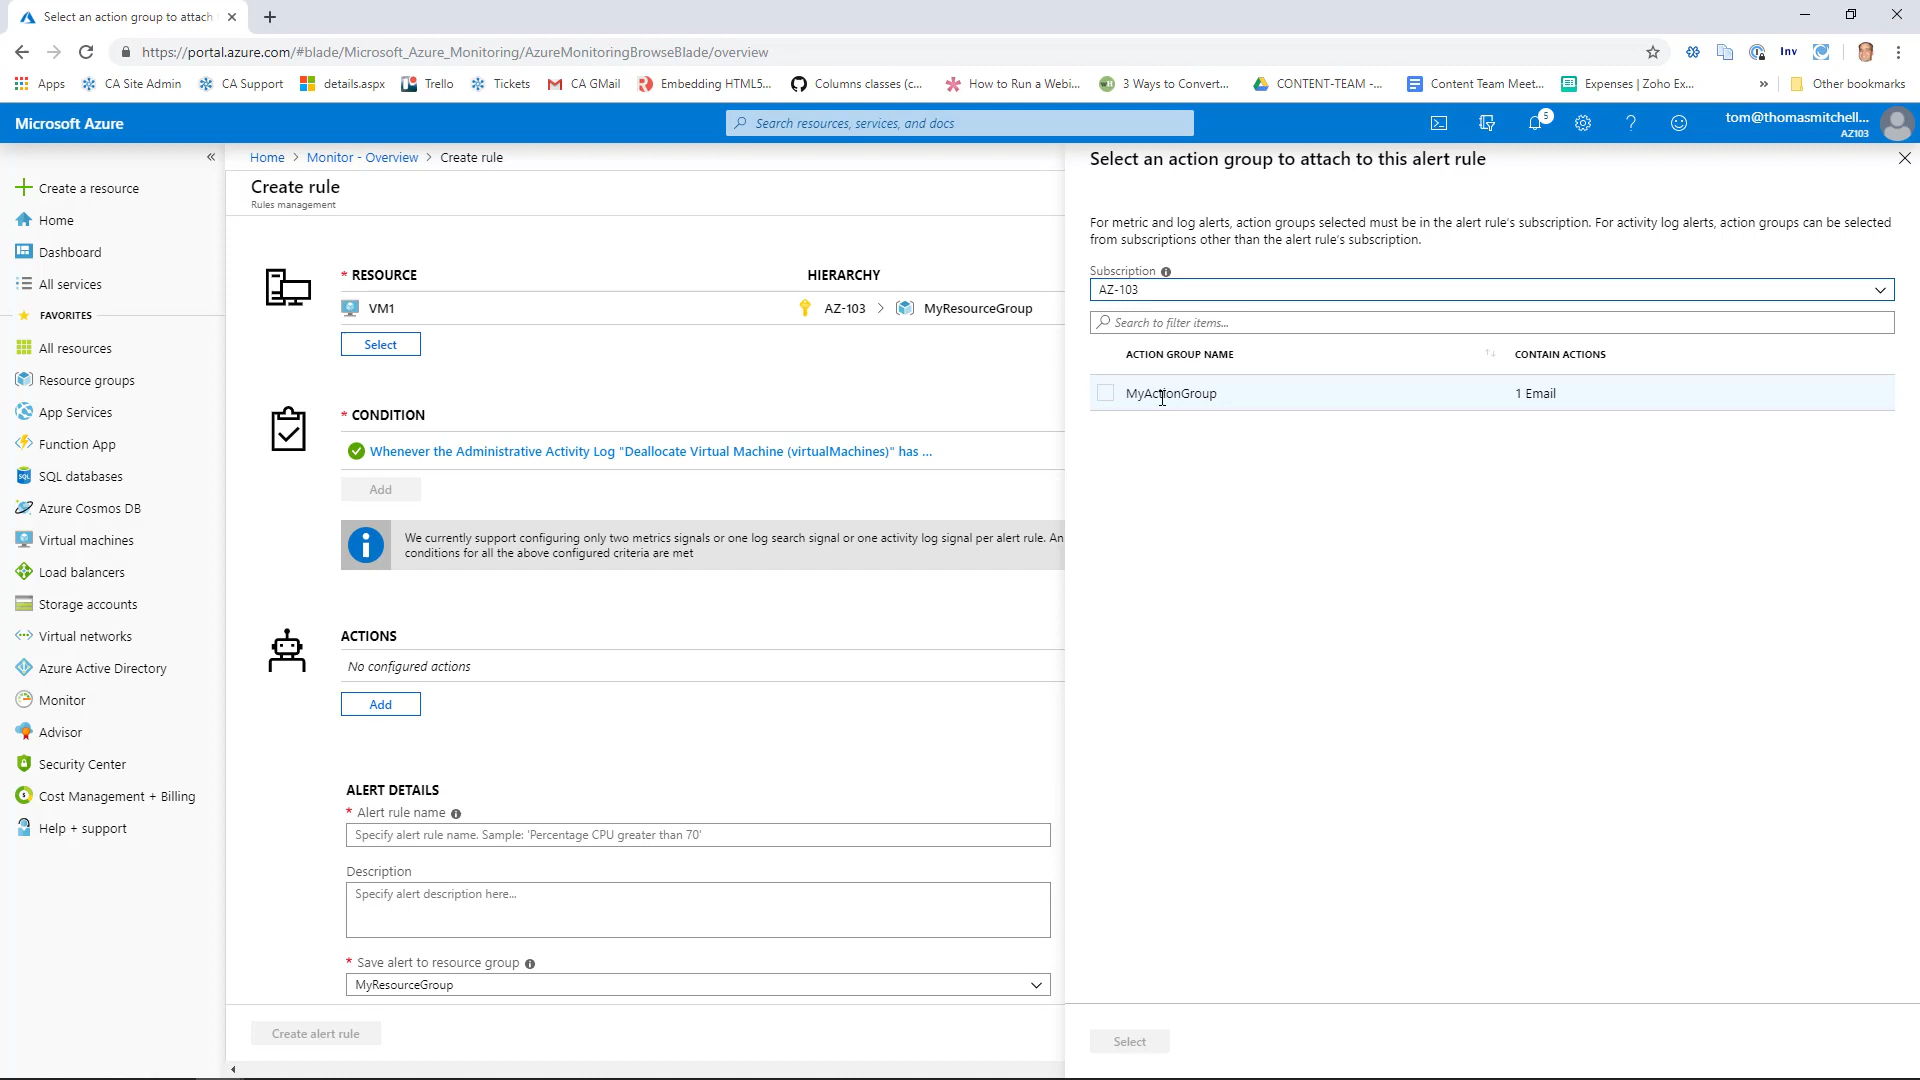 Select an action group to attach
https://portal.azure.com/#blade/Microsoft_Azure_Monitoring/AzureMonitoringBrowseBlade/overview
Inv
Apps
CA Site Admin
CA Support
details.aspx
Trello
Tickets
CA GMail
Embedding HTML5...
Columns classes (c...
How to Run a Webi...
3 Ways to Convert...
CONTENT-TEAM -...
Content Team Meet...
Expenses | Zoho Ex...
»
Other bookmarks
Microsoft Azure
Search resources, services, and docs
5
tom@thomasmitchell...
AZ103
«
Create a resource
Home
Dashboard
All services
FAVORITES
All resources
Resource groups
App Services
Function App
SQL databases
Azure Cosmos DB
Virtual machines
Load balancers
Storage accounts
Virtual networks
Azure Active Directory
Monitor
Advisor
Security Center
Cost Management + Billing
Help + support
Home > Monitor - Overview > Create rule
Create rule
Rules management
* RESOURCE
HIERARCHY
VM1
AZ-103 > MyResourceGroup
Select
* CONDITION
Whenever the Administrative Activity Log "Deallocate Virtual Machine (virtualMachines)" has ...
Add
We currently support configuring only two metrics signals or one log search signal or one activity log signal per alert rule. An
conditions for all the above configured criteria are met
ACTIONS
No configured actions
Add
ALERT DETAILS
* Alert rule name
Specify alert rule name. Sample: 'Percentage CPU greater than 70'
Description
Specify alert description here...
* Save alert to resource group
MyResourceGroup
Create alert rule
Select an action group to attach to this alert rule
For metric and log alerts, action groups selected must be in the alert rule's subscription. For activity log alerts, action groups can be selected
from subscriptions other than the alert rule's subscription.
Subscription
AZ-103
Search to filter items...
ACTION GROUP NAME
CONTAIN ACTIONS
MyActionGroup
1 Email
Select